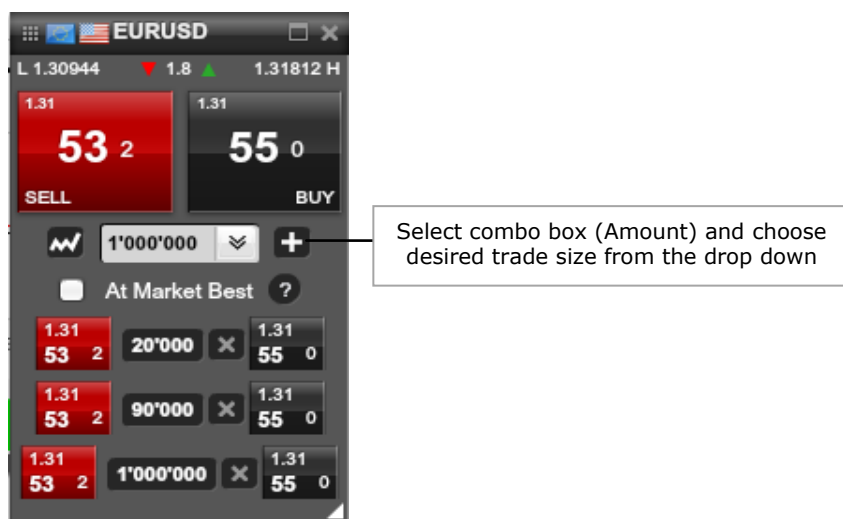 EURUSD
L 1.30944 1.8 1.31812 H
1.31 1.31
53 2 55 0
SELL BUY
1'000'000
Select combo box (Amount) and choose
desired trade size from the drop down
At Market Best ?
1.31 1.31
53 2 20'000 55 0
1.31 1.31
53 2 90'000 55 0
1.31 1.31
53 2 1'000'000 55 0